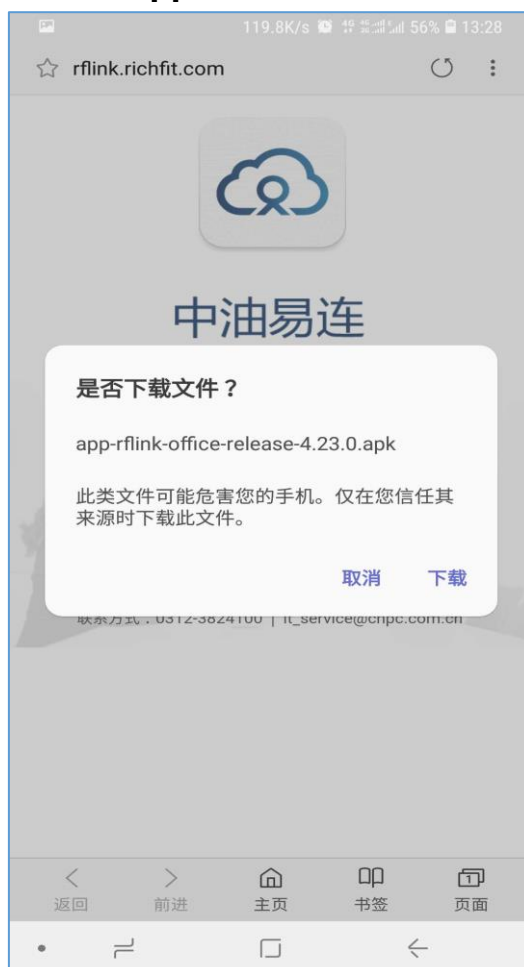 119.8K/s 56% 13:28
rflink.richfit.com
中油易连
是否下载文件？
app-rflink-office-release-4.23.0.apk
此类文件可能危害您的手机。仅在您信任其
来源时下载此文件。
取消 下载
联系方式：0312-3824100 | it_service@cnpc.com.cn
返回 前进 主页 书签 页面